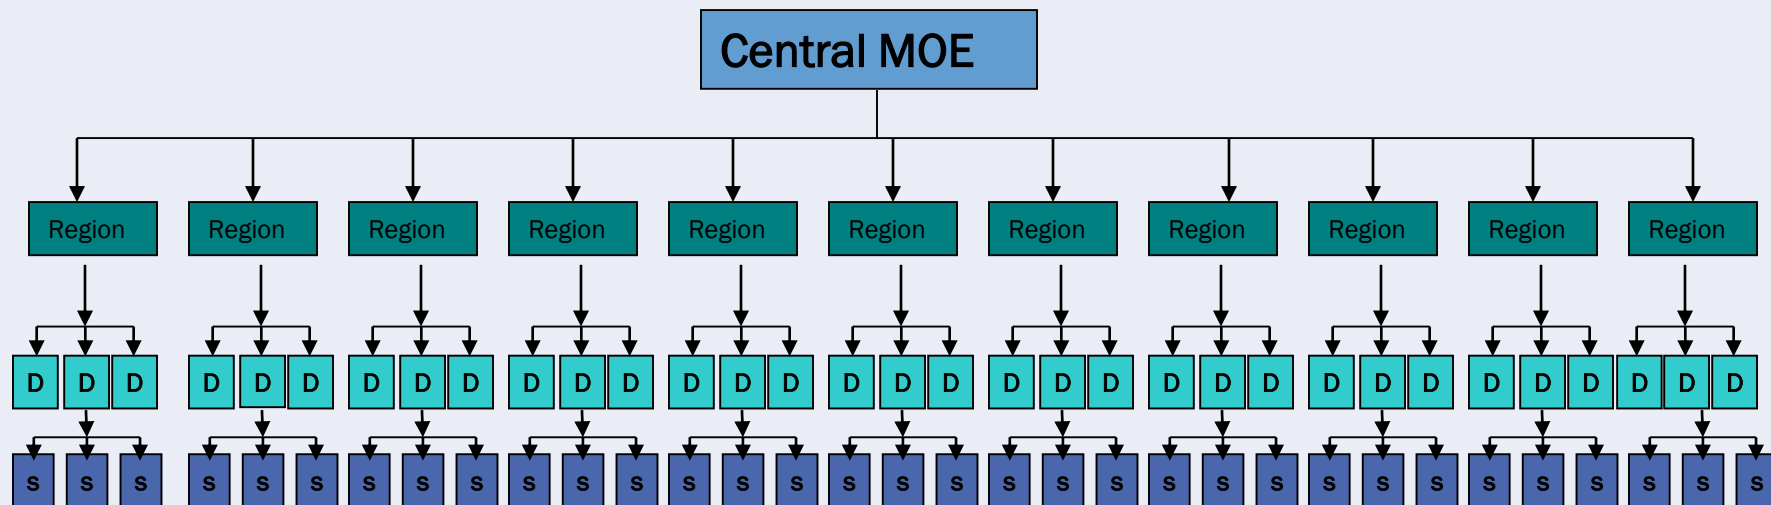 Central MOE
Region Region Region Region Region Region Region Region Region Region Region
D D D D D D D D D D D D D D D D D D D D D D D D D D D D D D D D D
s s s s s s s s s s s s s s s s s s s s s s s s s s s s s s s s s